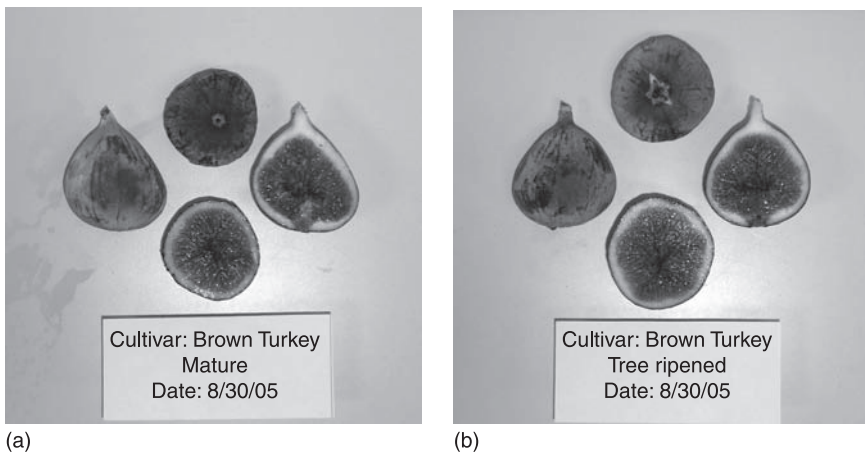 Cultivar: Brown Turkey
Mature
Date: 8/30/05
(a)
Cultivar: Brown Turkey
Tree ripened
Date: 8/30/05
(b)